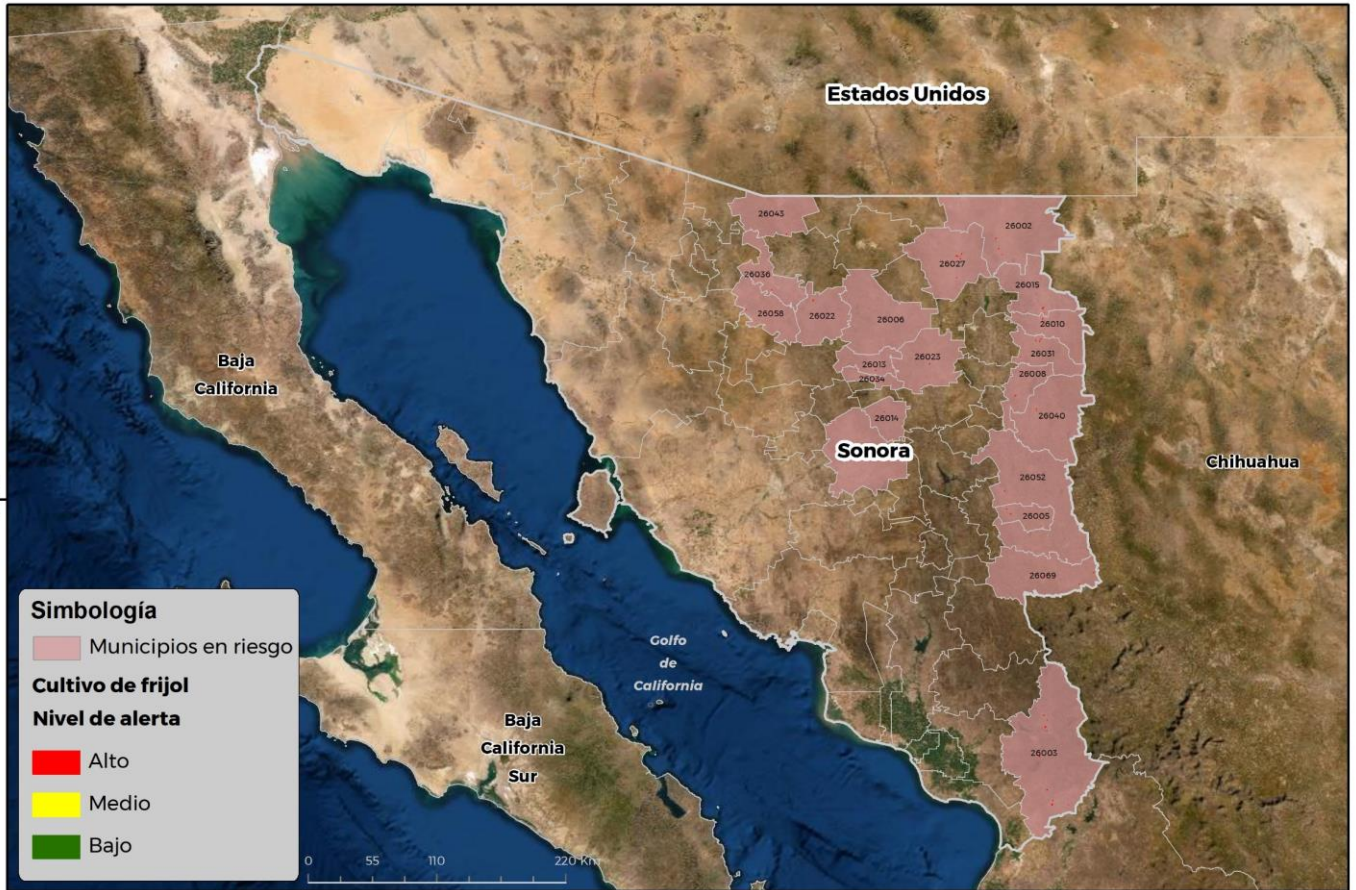 Estados Unidos
26043
26002
26027
26036
26015
26058
26022
26006
26010
26023
26031
26013
26008
26034
26040
26014
Baja
California
Sonora
Chihuahua
26052
26005
26069
Golfo
de
California
Baja
California
Sur
26003
Simbología
Municipios en riesgo
Cultivo de frijol
Nivel de alerta
Alto
Medio
Bajo
0 55 110 220 Km